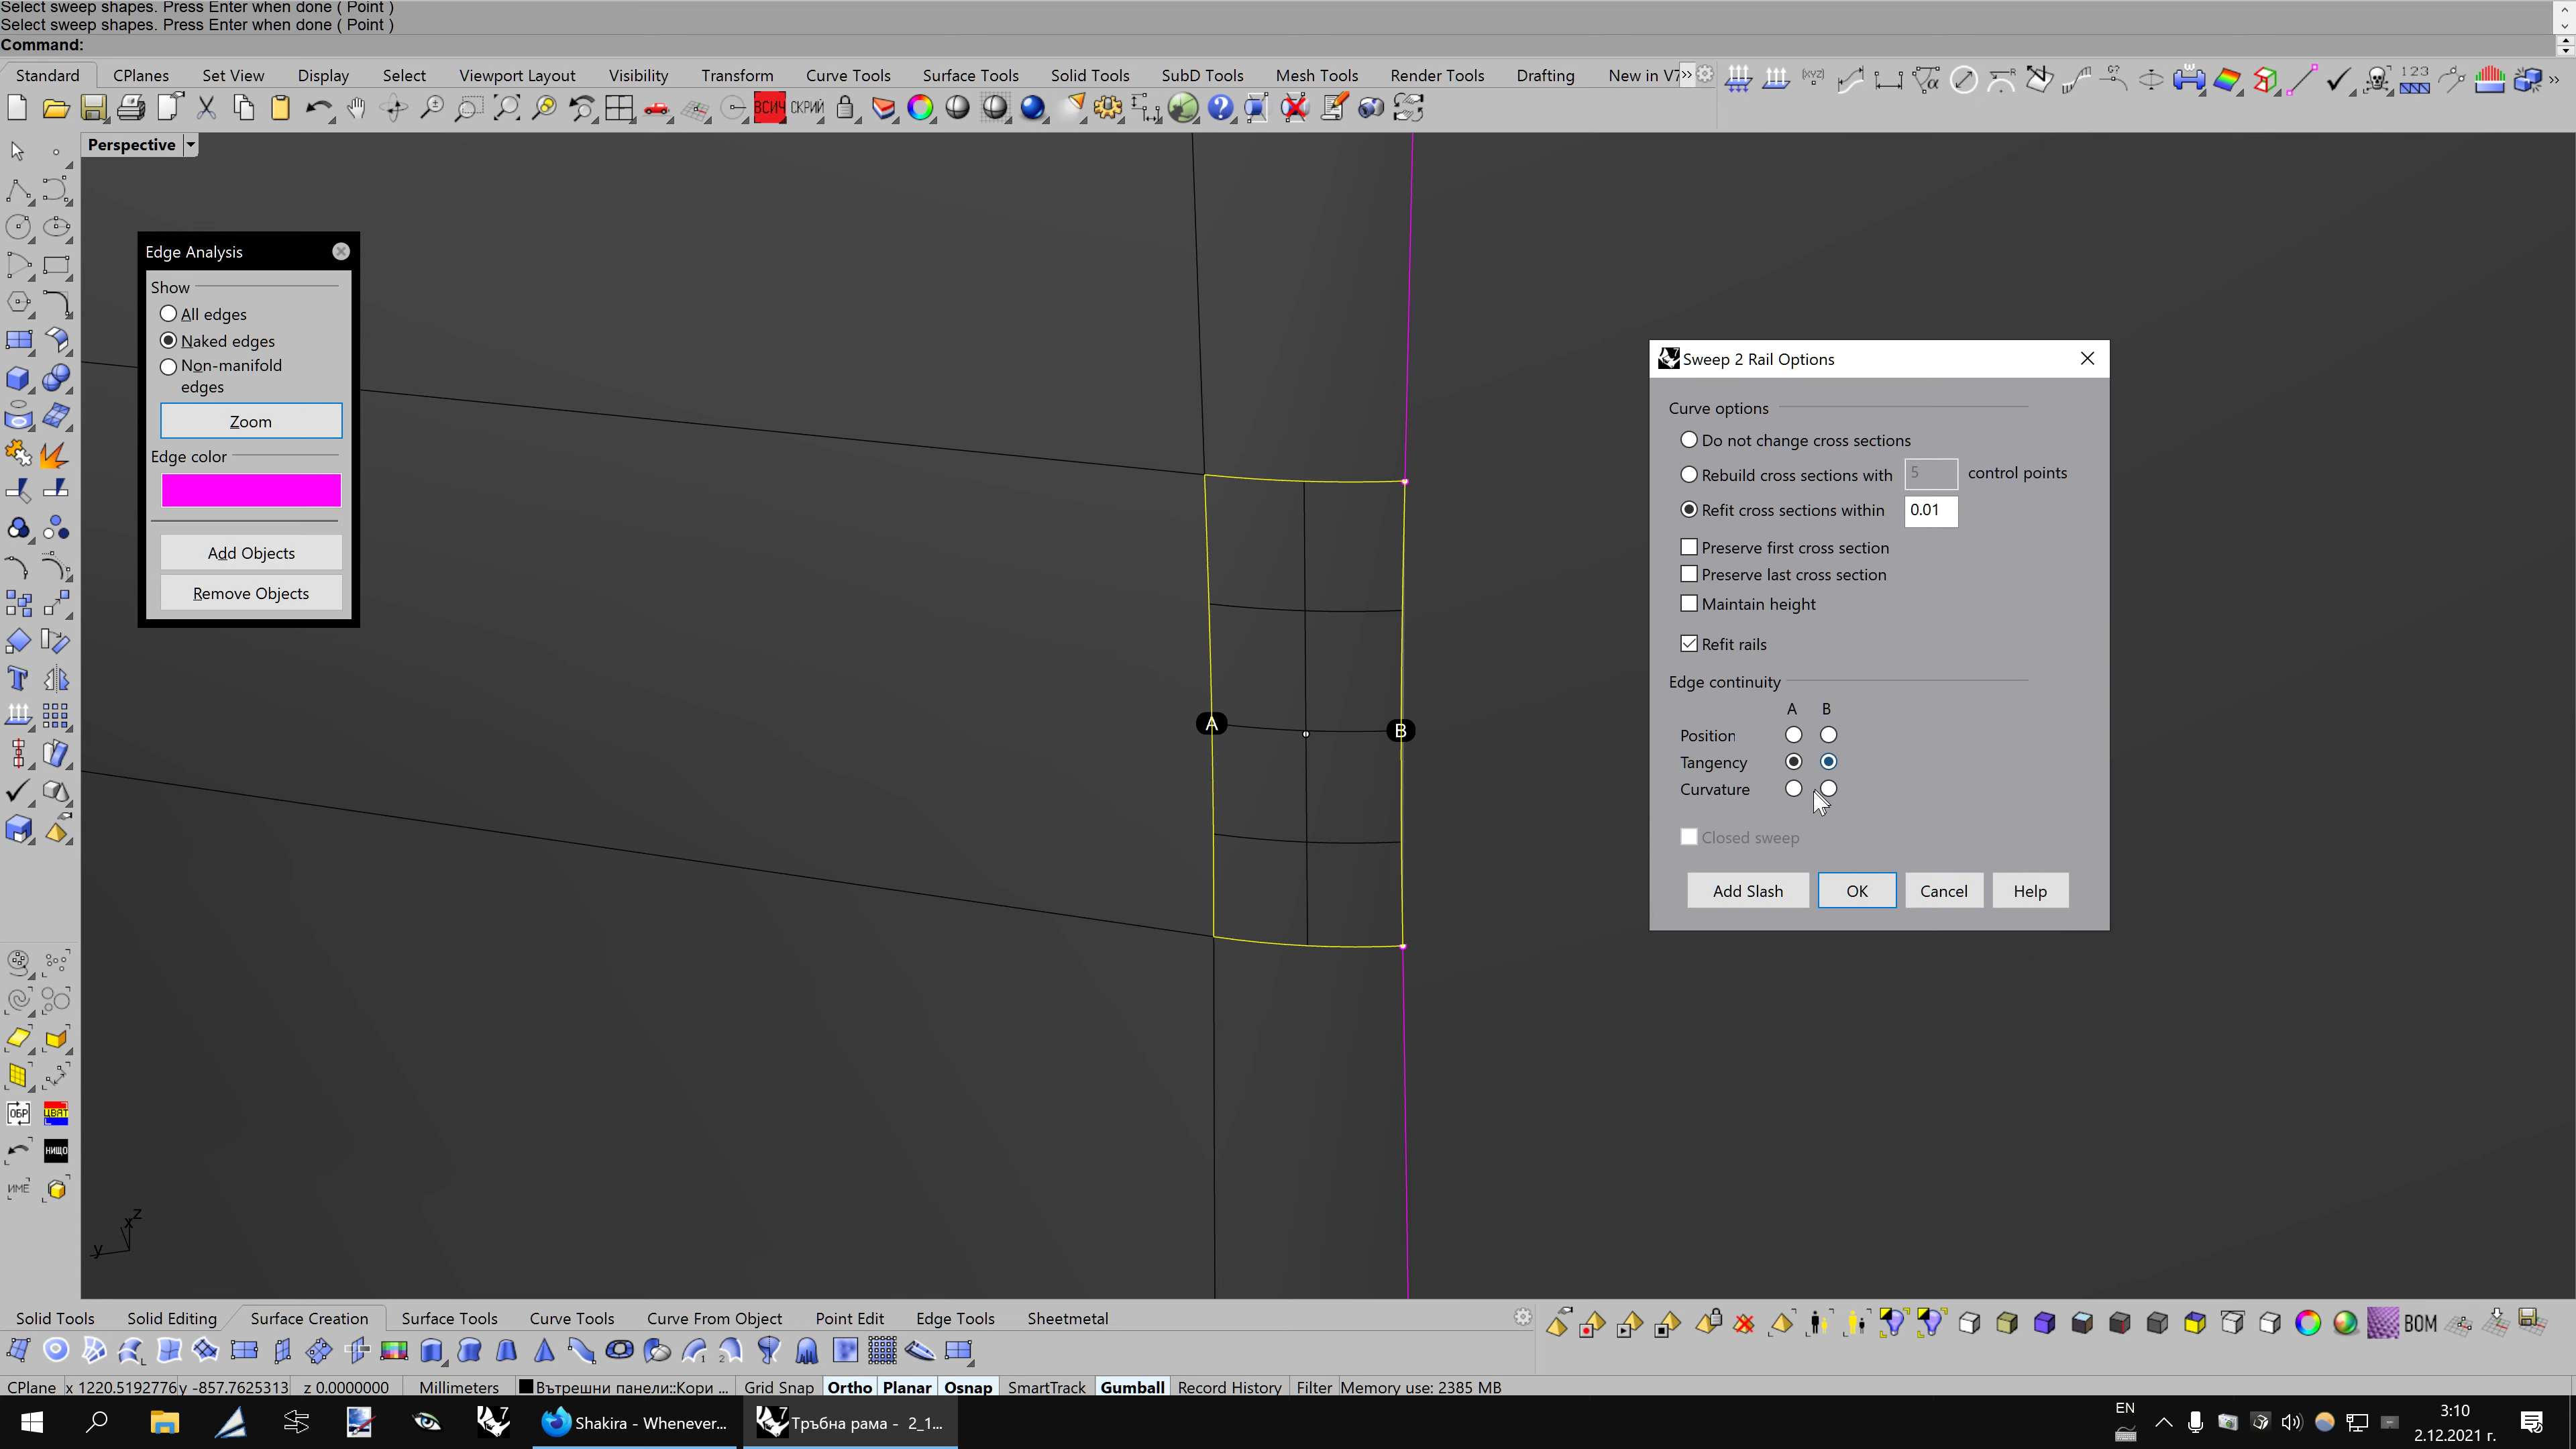 Select sweep shapes. Press Enter when done ( Point )
Select sweep shapes. Press Enter when done ( Point )
Command:
Standard CPlanes Set View Display Select Viewport Layout Visibility Transform Curve Tools Surface Tools Solid Tools SubD Tools Mesh Tools Render Tools Drafting New in V7 »
ВСИЧ СКРИЙ
Perspective
Edge Analysis
Show
All edges
Naked edges
Non-manifold
edges
Zoom
Edge color
Add Objects
Remove Objects
A
B
Sweep 2 Rail Options
Curve options
Do not change cross sections
Rebuild cross sections with 5 control points
Refit cross sections within 0.01
Preserve first cross section
Preserve last cross section
Maintain height
Refit rails
Edge continuity
A B
Position
Tangency
Curvature
Closed sweep
Add Slash OK Cancel Help
ОБР ЦВЯТ
НИЩО
ИМЕ
z
x
y
Solid Tools Solid Editing Surface Creation Surface Tools Curve Tools Curve From Object Point Edit Edge Tools Sheetmetal
BOM
CPlane x 1220.5192776 y -857.7625313 z 0.0000000 Millimeters Вътрешни панели::Кори ... Grid Snap Ortho Planar Osnap SmartTrack Gumball Record History Filter Memory use: 2385 MB
Shakira - Whenever... Тръбна рама - 2_1...
EN
3:10
2.12.2021 г.